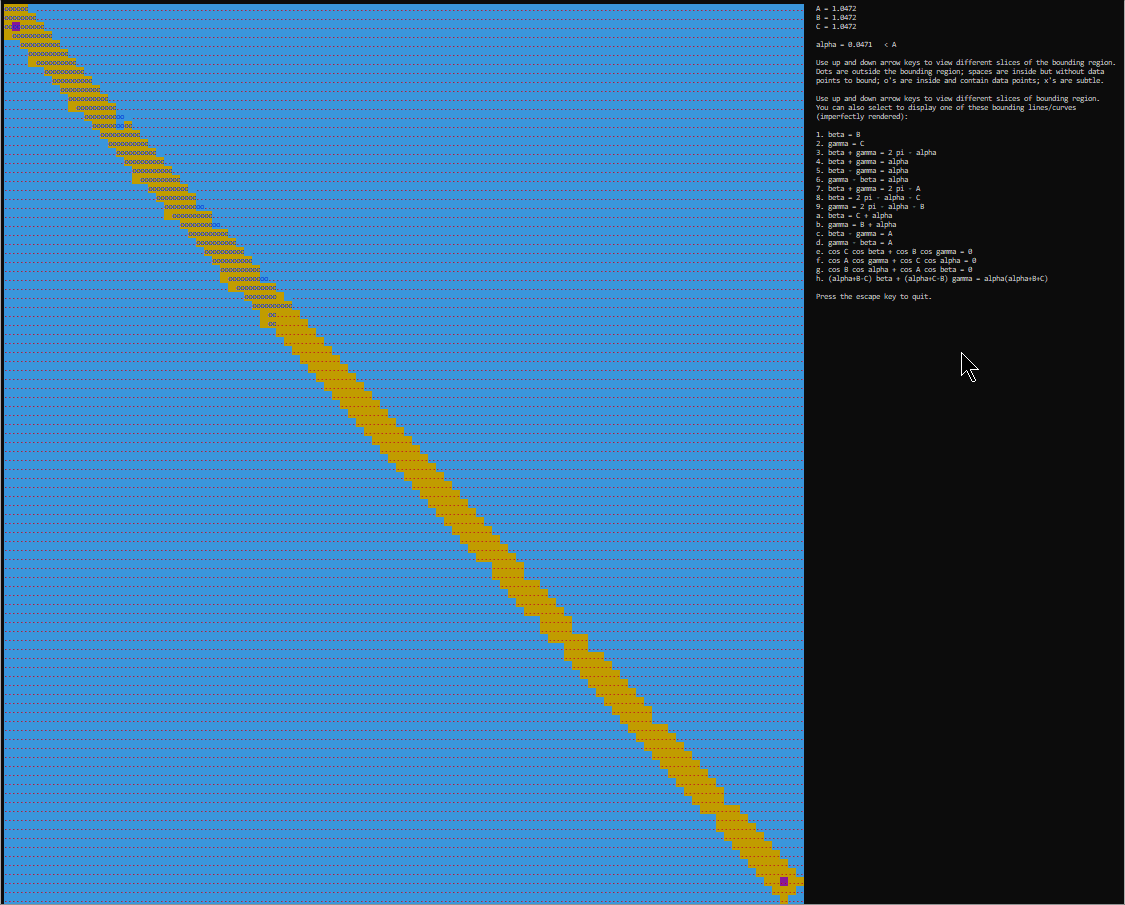 A = 1.0472
B = 1.0472
C = 1.0472
alpha = 0.0471 < A
Use up and down arrow keys to view different slices of the bounding region.
Dots are outside the bounding region; spaces are inside but without data
points to bound; o's are inside and contain data points; x's are subtle.
Use up and down arrow keys to view different slices of bounding region.
You can also select to display one of these bounding lines/curves
(imperfectly rendered):
1. beta = B
2. gamma = C
3. beta + gamma = 2 pi - alpha
4. beta + gamma = alpha
5. beta - gamma = alpha
6. gamma - beta = alpha
7. beta + gamma = 2 pi - A
8. beta = 2 pi - alpha - C
9. gamma = 2 pi - alpha - B
a. beta = C + alpha
b. gamma = B + alpha
c. beta - gamma = A
d. gamma - beta = A
e. cos C cos beta + cos B cos gamma = 0
f. cos A cos gamma + cos C cos alpha = 0
g. cos B cos alpha + cos A cos beta = 0
h. (alpha+B-C) beta + (alpha+C-B) gamma = alpha(alpha+B+C)
Press the escape key to quit.